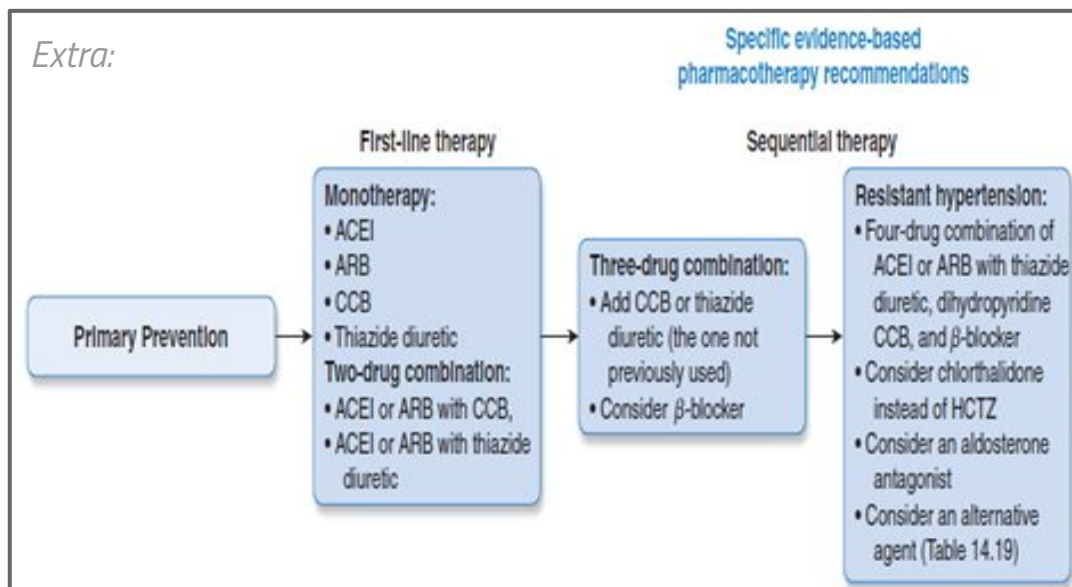 Extra:
Specific evidence-based
pharmacotherapy recommendations
First-line therapy
Sequential therapy
Primary Prevention
Monotherapy:
• ACEI
• ARB
• CCB
• Thiazide diuretic
Two-drug combination:
• ACEI or ARB with CCB,
• ACEI or ARB with thiazide
diuretic
Three-drug combination:
• Add CCB or thiazide
diuretic (the one not
previously used)
• Consider β-blocker
Resistant hypertension:
• Four-drug combination of
ACEI or ARB with thiazide
diuretic, dihydropyridine
CCB, and β-blocker
• Consider chlorthalidone
instead of HCTZ
• Consider an aldosterone
antagonist
• Consider an alternative
agent (Table 14.19)